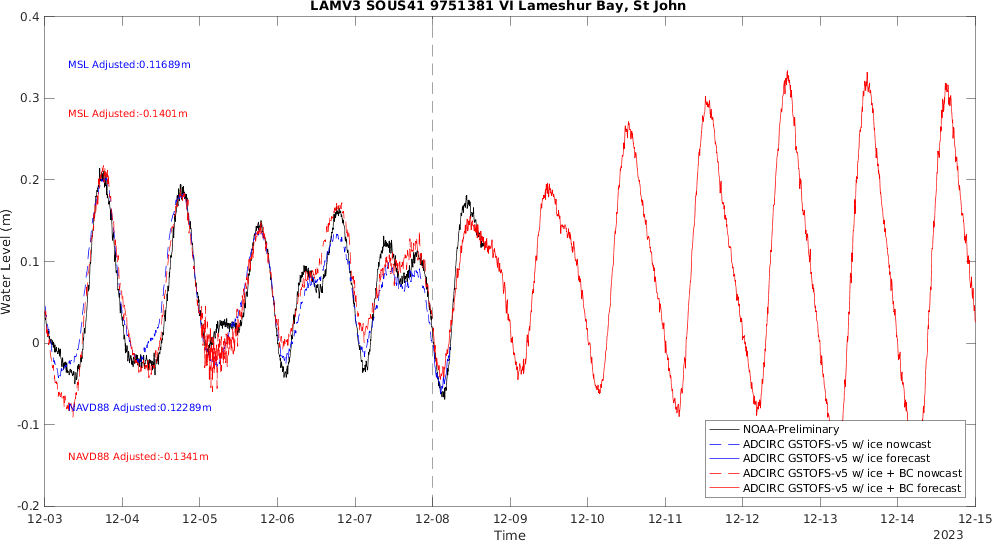 LAMV3 SOUS41 9751381 VI Lameshur Bay, St John
0.4
0.3
0.2
0.1
0
-0.1
-0.2
Water Level (m)
MSL Adjusted:0.11689m
MSL Adjusted:-0.1401m
NAVD88 Adjusted:0.12289m
NAVD88 Adjusted:-0.1341m
NOAA-Preliminary
ADCIRC GSTOFS-v5 w/ ice nowcast
ADCIRC GSTOFS-v5 w/ ice forecast
ADCIRC GSTOFS-v5 w/ ice + BC nowcast
ADCIRC GSTOFS-v5 w/ ice + BC forecast
12-03 12-04 12-05 12-06 12-07 12-08 12-09 12-10 12-11 12-12 12-13 12-14 12-15
Time
2023